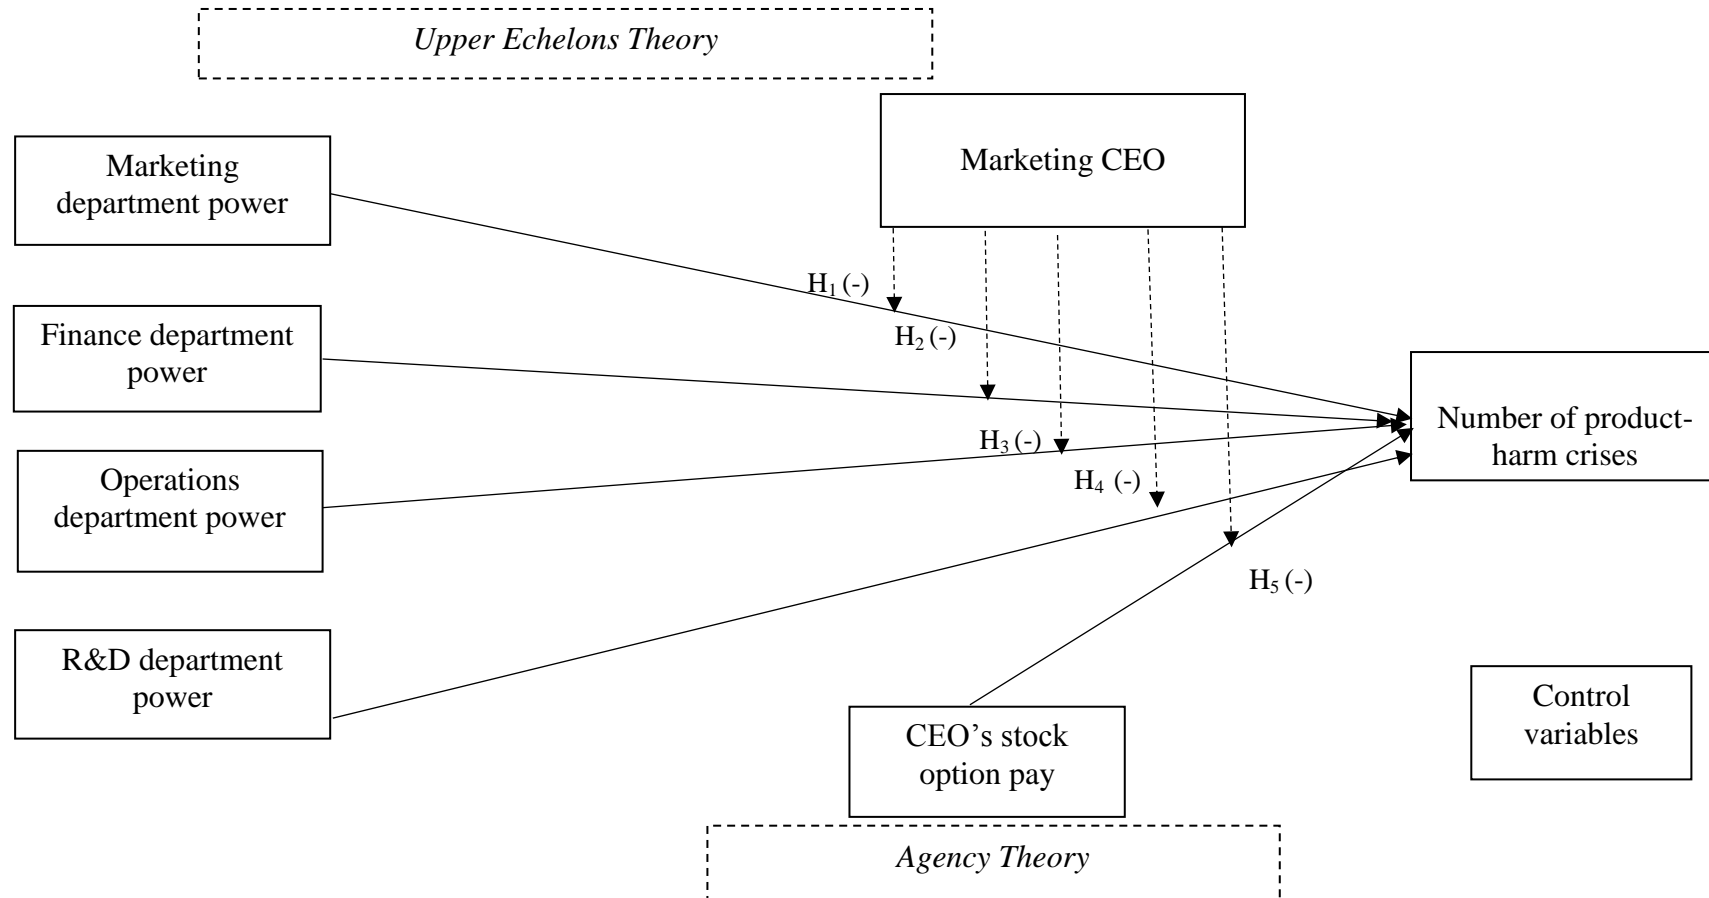 Upper Echelons Theory
Marketing
department power
Marketing CEO
H₁ (-)
Finance department
power
H₂ (-)
Number of product-
harm crises
H₃ (-)
Operations
department power
H₄ (-)
H₅ (-)
R&D department
power
CEO’s stock
option pay
Control
variables
Agency Theory